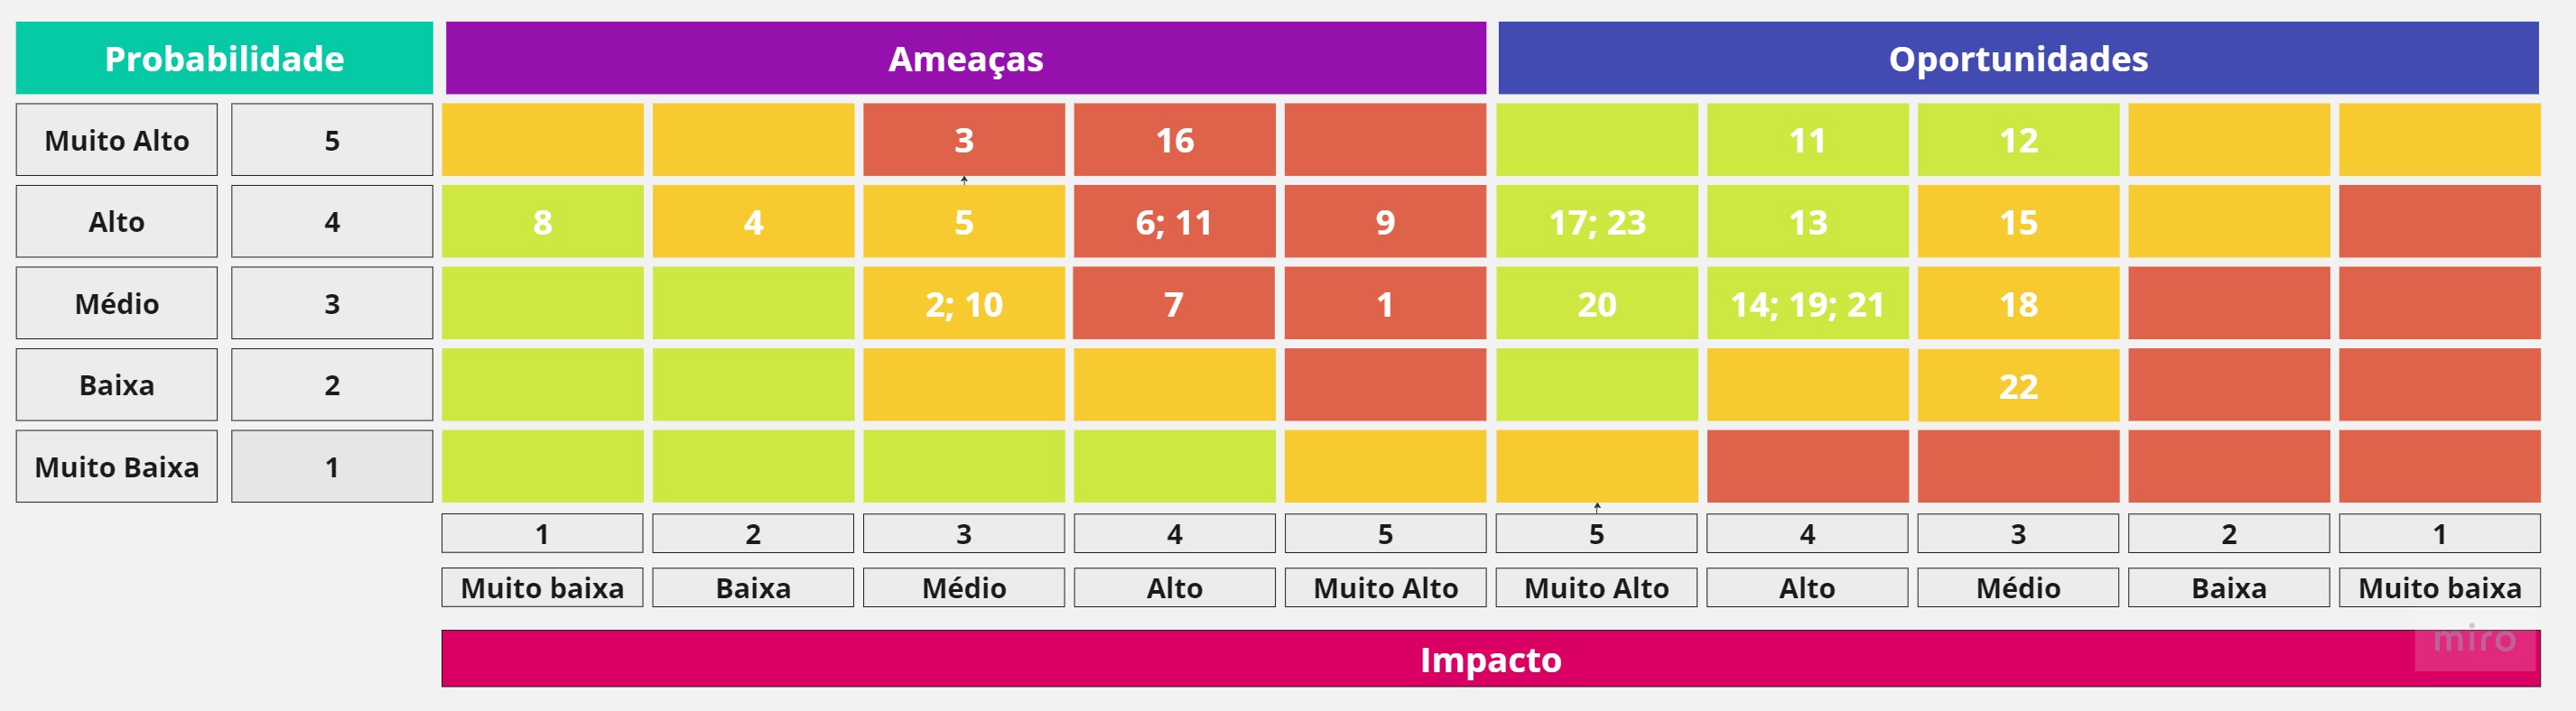 Probabilidade Ameaças Oportunidades
Muito Alto 5 3 16 11 12
Alto 4 8 4 5 6; 11 9 17; 23 13 15
Médio 3 2; 10 7 1 20 14; 19; 21 18
Baixa 2 22
Muito Baixa 1
1 2 3 4 5 5 4 3 2 1
Muito baixa Baixa Médio Alto Muito Alto Muito Alto Alto Médio Baixa Muito baixa
Impacto
miro